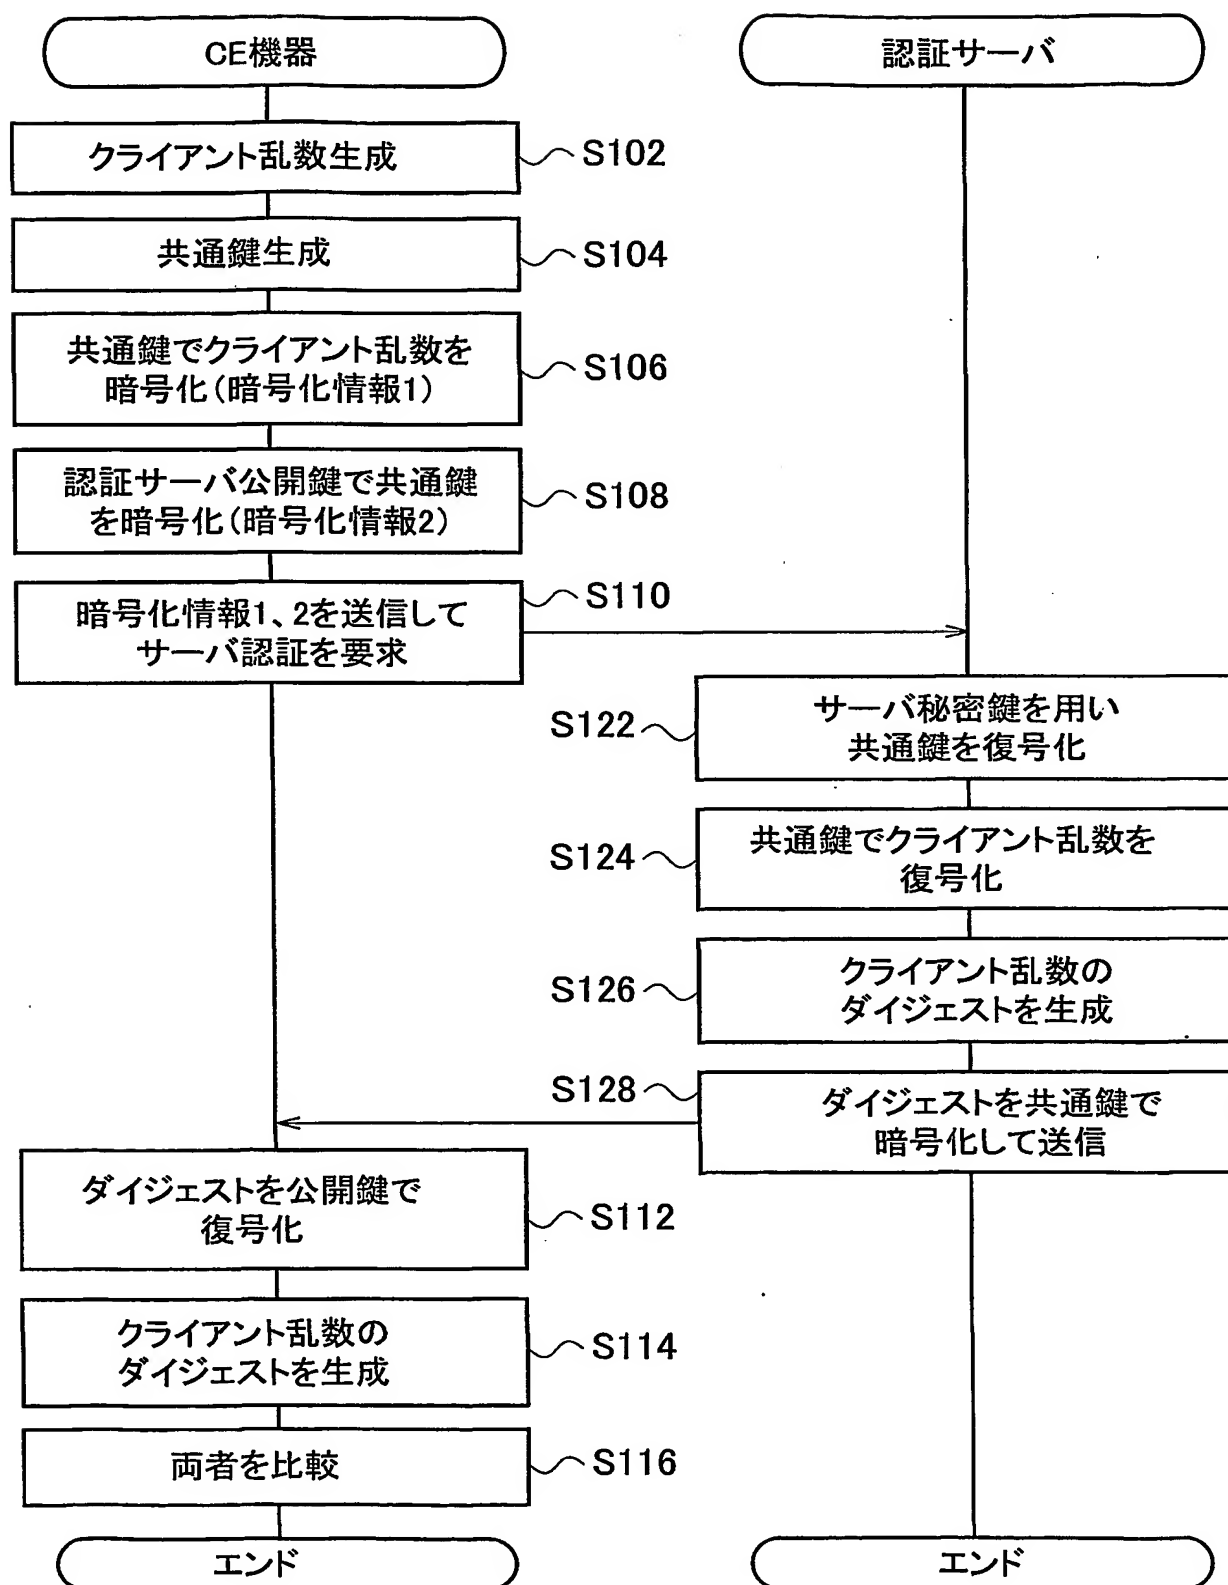 CE機器
認証サーバ
クライアント乱数生成
S102
共通鍵生成
S104
共通鍵でクライアント乱数を
暗号化(暗号化情報1)
S106
認証サーバ公開鍵で共通鍵
を暗号化(暗号化情報2)
S108
暗号化情報1、2を送信して
サーバ認証を要求
S110
サーバ秘密鍵を用い
共通鍵を復号化
S122
共通鍵でクライアント乱数を
復号化
S124
クライアント乱数の
ダイジェストを生成
S126
ダイジェストを共通鍵で
暗号化して送信
S128
ダイジェストを公開鍵で
復号化
S112
クライアント乱数の
ダイジェストを生成
S114
両者を比較
S116
エンド
エンド